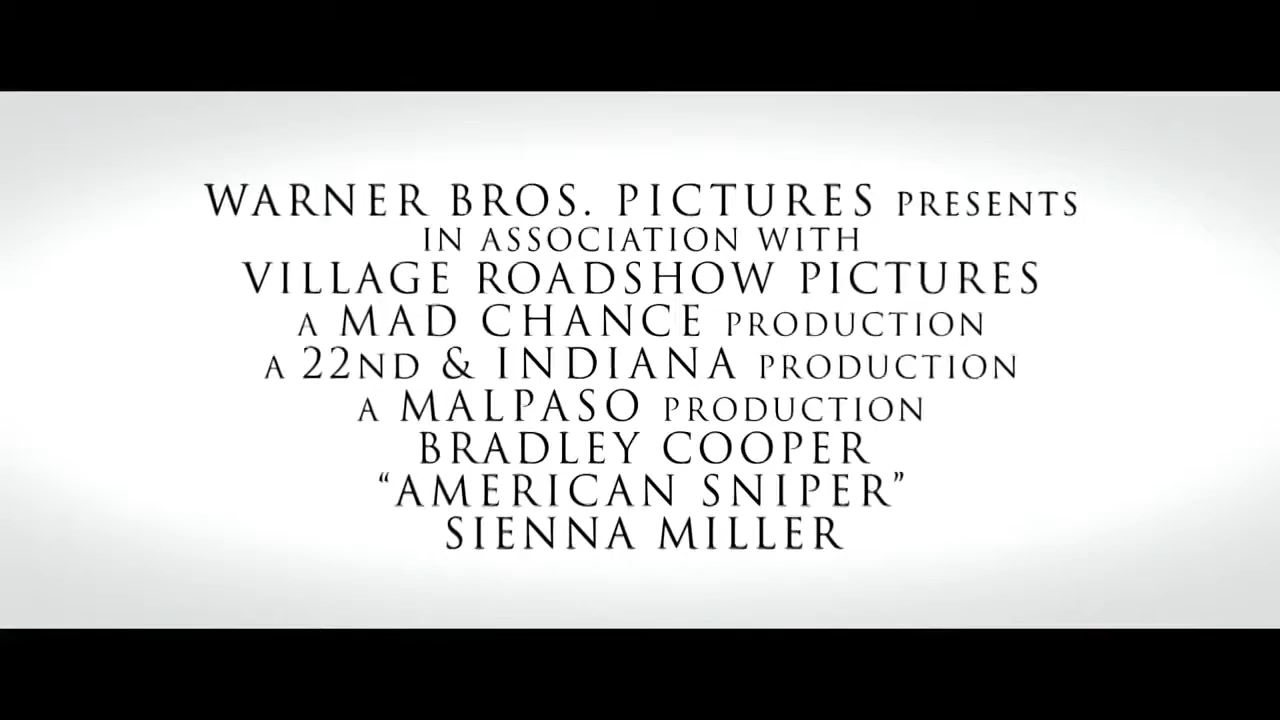 WARNER BROS. PICTURES PRESENTS
IN ASSOCIATION WITH
VILLAGE ROADSHOW PICTURES
A MAD CHANCE PRODUCTION
A 22ND & INDIANA PRODUCTION
A MALPASO PRODUCTION
BRADLEY COOPER
“AMERICAN SNIPER”
SIENNA MILLER